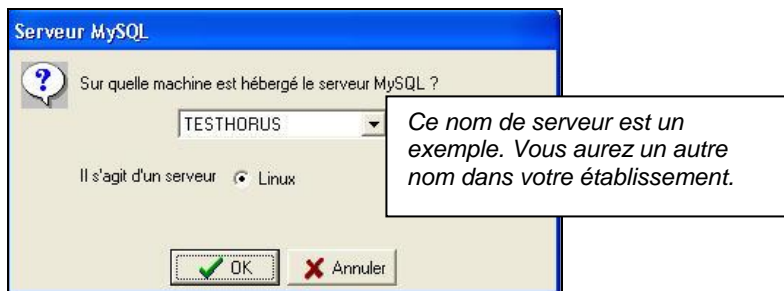 Serveur MySQL
Sur quelle machine est hébergé le serveur MySQL ?
TESTHORUS
Ce nom de serveur est un
exemple. Vous aurez un autre
nom dans votre établissement.
Il s'agit d'un serveur
Linux
OK
Annuler